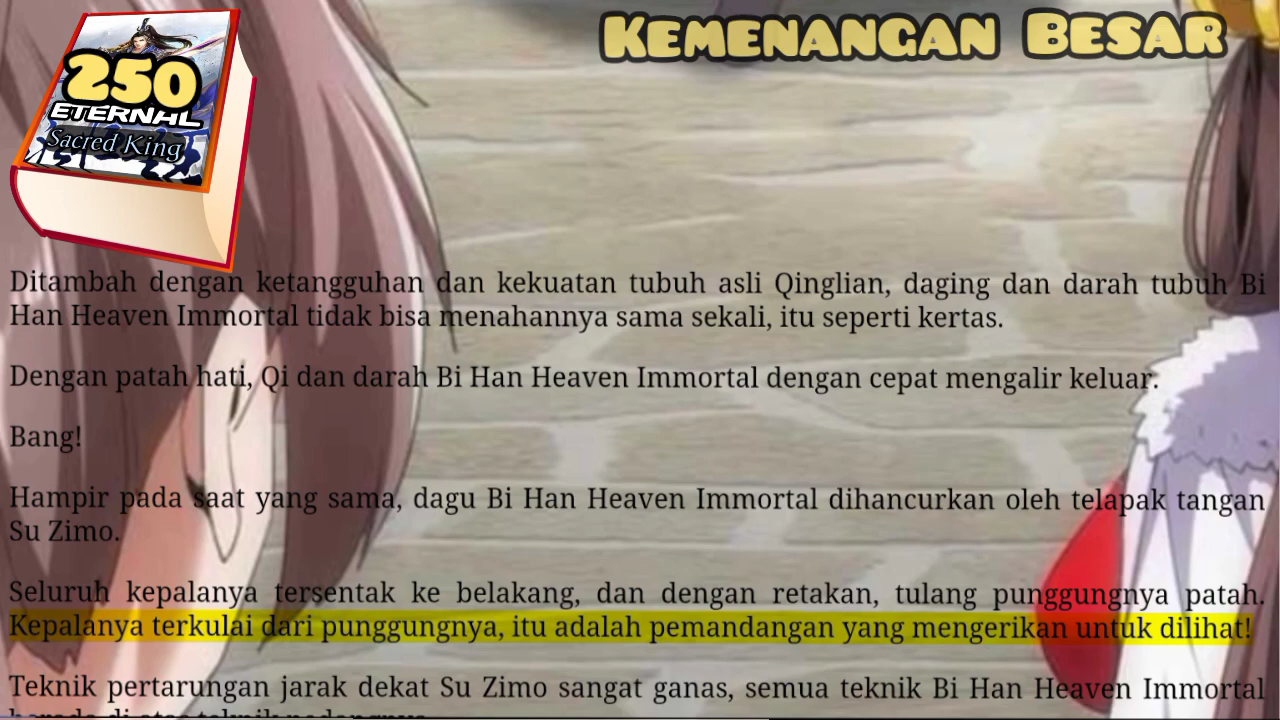 Kemenangan Besar
250
ETERNAL
Sacred King
Ditambah dengan ketangguhan dan kekuatan tubuh asli Qinglian, daging dan darah tubuh Bi
Han Heaven Immortal tidak bisa menahannya sama sekali, itu seperti kertas.
Dengan patah hati, Qi dan darah Bi Han Heaven Immortal dengan cepat mengalir keluar.
Bang!
Hampir pada saat yang sama, dagu Bi Han Heaven Immortal dihancurkan oleh telapak tangan
Su Zimo.
Seluruh kepalanya tersentak ke belakang, dan dengan retakan, tulang punggungnya patah.
Kepalanya terkulai dari punggungnya, itu adalah pemandangan yang mengerikan untuk dilihat!
Teknik pertarungan jarak dekat Su Zimo sangat ganas, semua teknik Bi Han Heaven Immortal